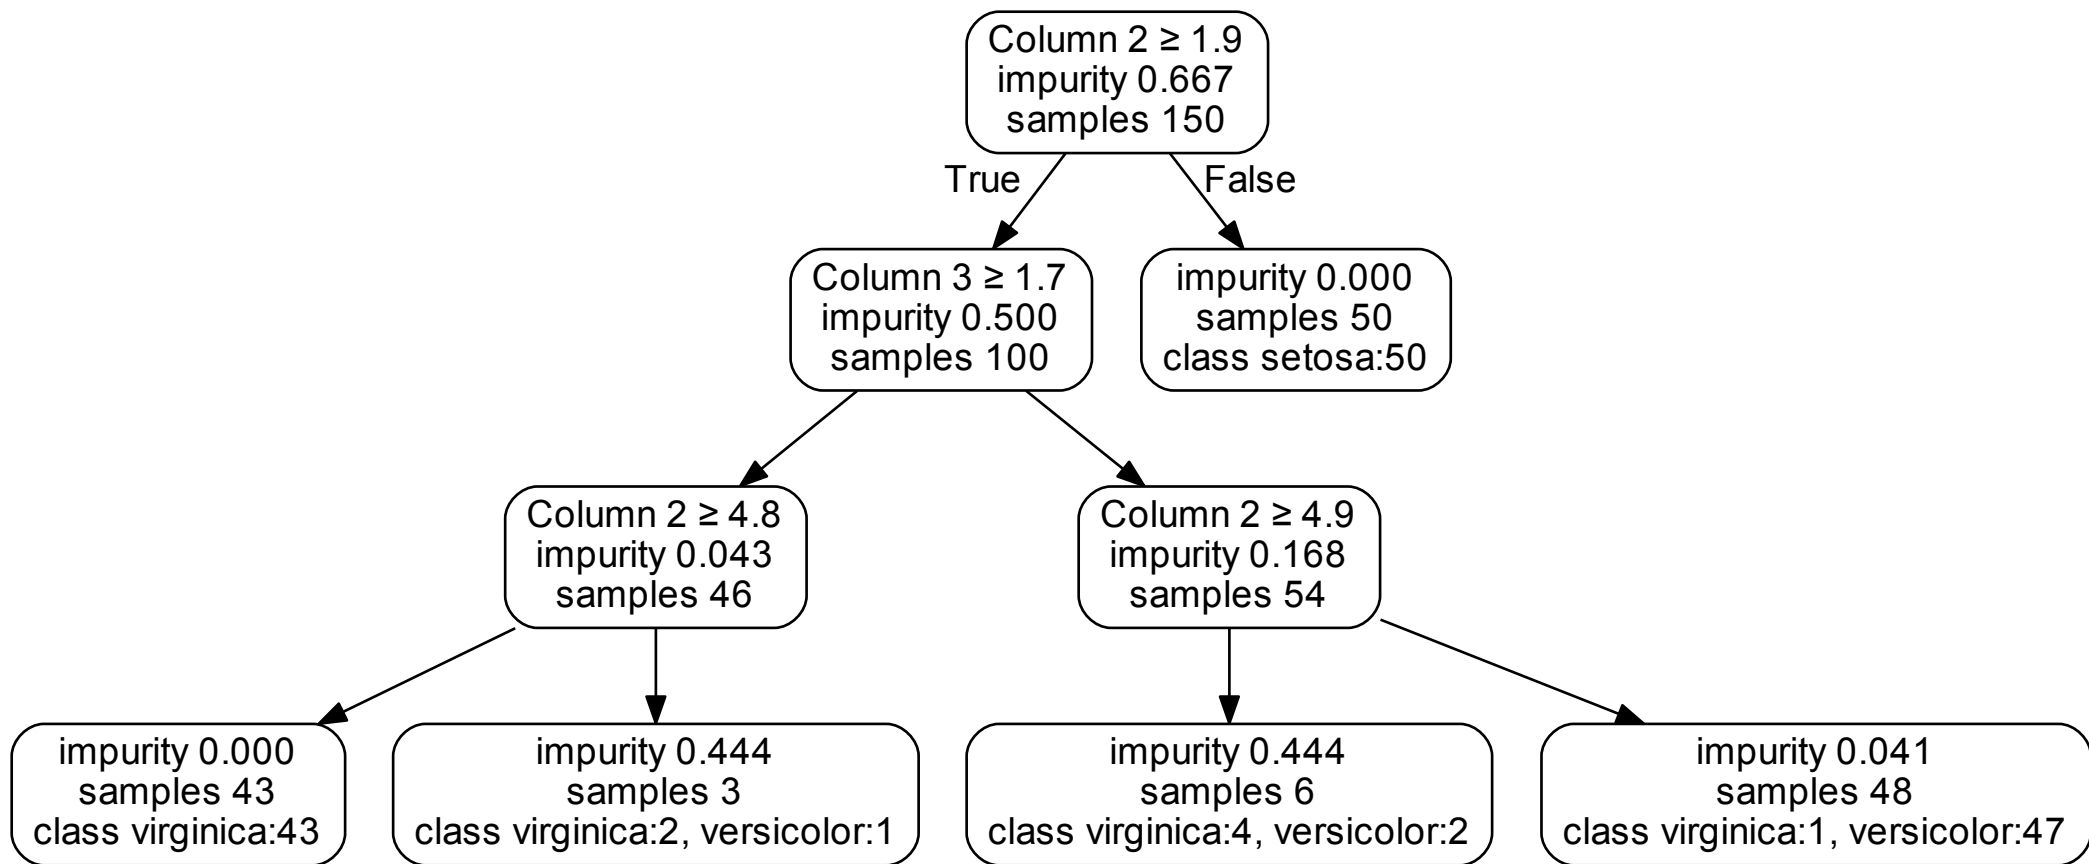 Column 2 ≥ 1.9
impurity 0.667
samples 150
True
False
Column 3 ≥ 1.7
impurity 0.500
samples 100
impurity 0.000
samples 50
class setosa:50
Column 2 ≥ 4.8
impurity 0.043
samples 46
Column 2 ≥ 4.9
impurity 0.168
samples 54
impurity 0.000
samples 43
class virginica:43
impurity 0.444
samples 3
class virginica:2, versicolor:1
impurity 0.444
samples 6
class virginica:4, versicolor:2
impurity 0.041
samples 48
class virginica:1, versicolor:47